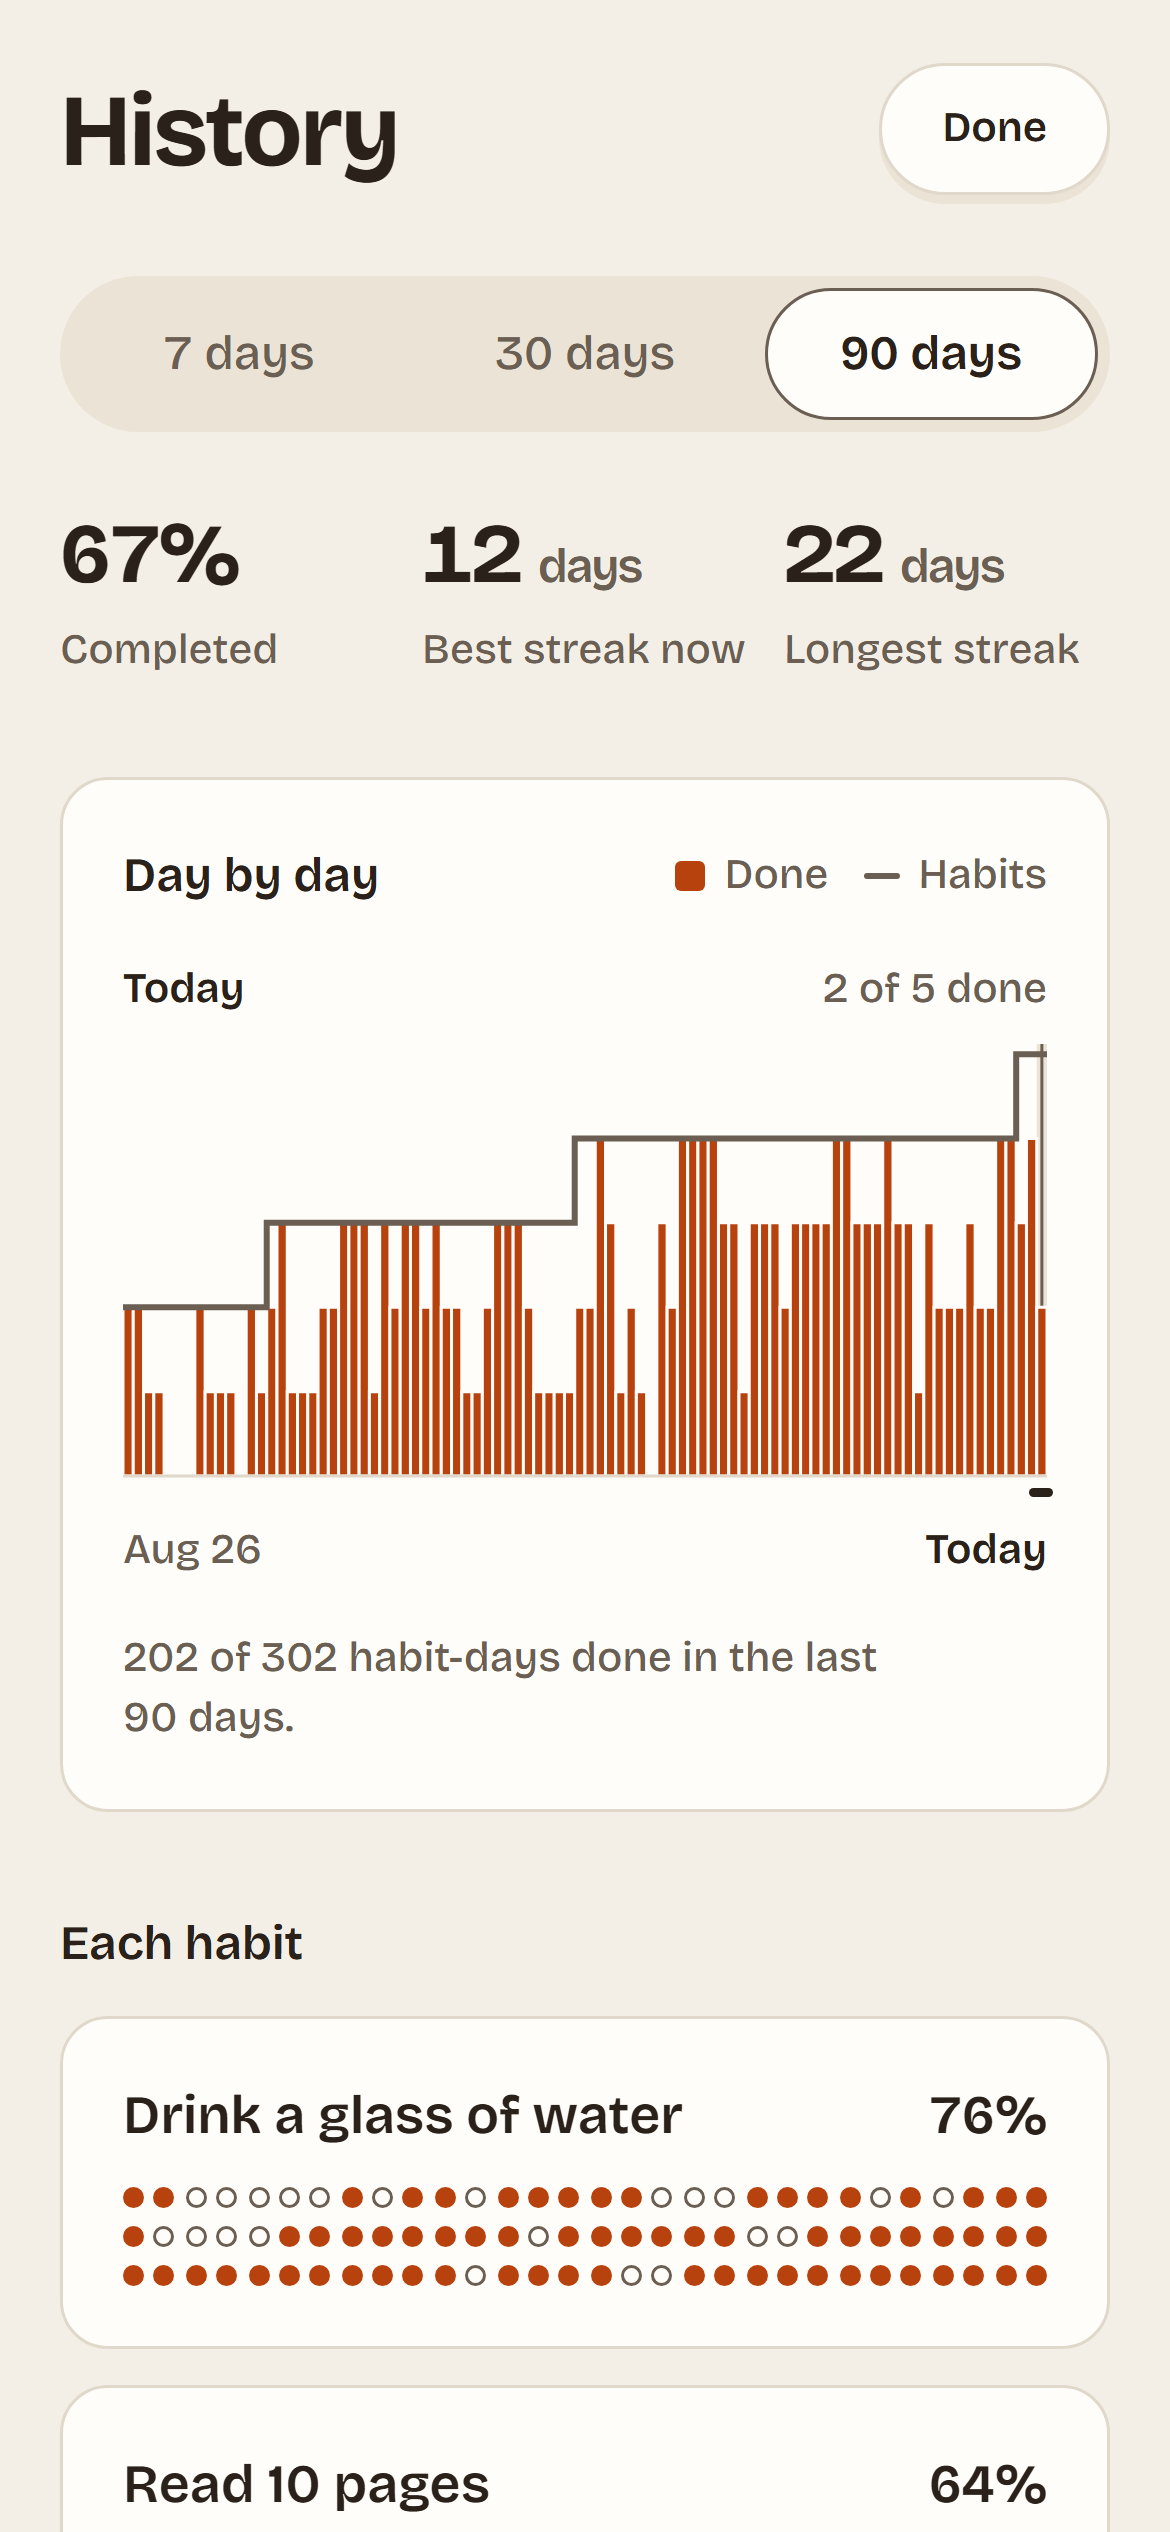 History
Done
7 days
30 days
90 days
67%
12 days
22 days
Completed
Best streak now
Longest streak
Day by day
Done
Habits
Today
2 of 5 done
Aug 26
Today
202 of 302 habit-days done in the last
90 days.
Each habit
Drink a glass of water
76%
Read 10 pages
64%